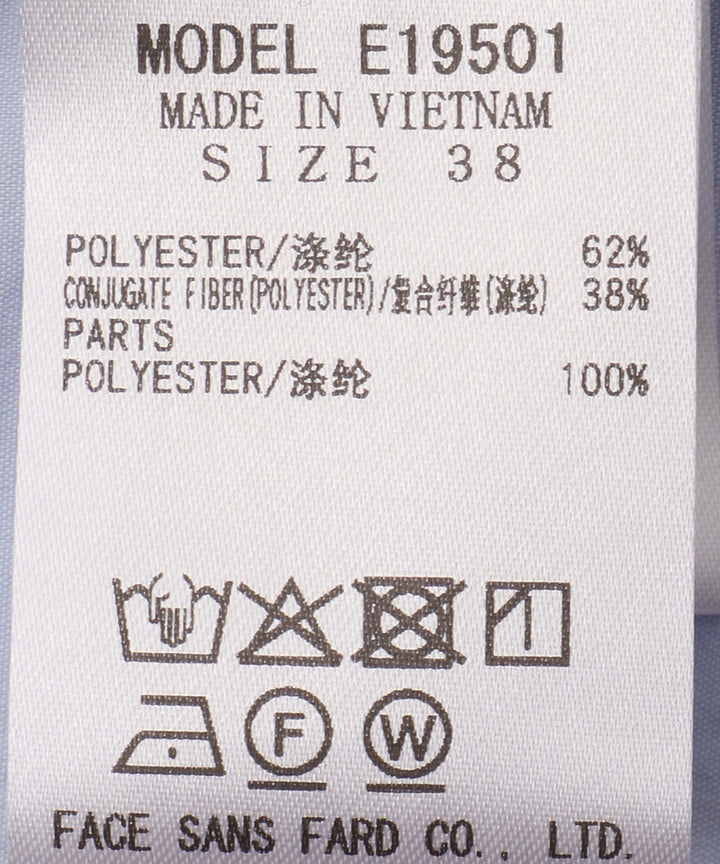 MODEL E19501
MADE IN VIETNAM
SIZE 38
POLYESTER/涤纶 62%
CONJUGATE FIBER(POLYESTER)/复合纤维(涤纶) 38%
PARTS
POLYESTER/涤纶 100%
F W
FACE SANS FARD CO., LTD.